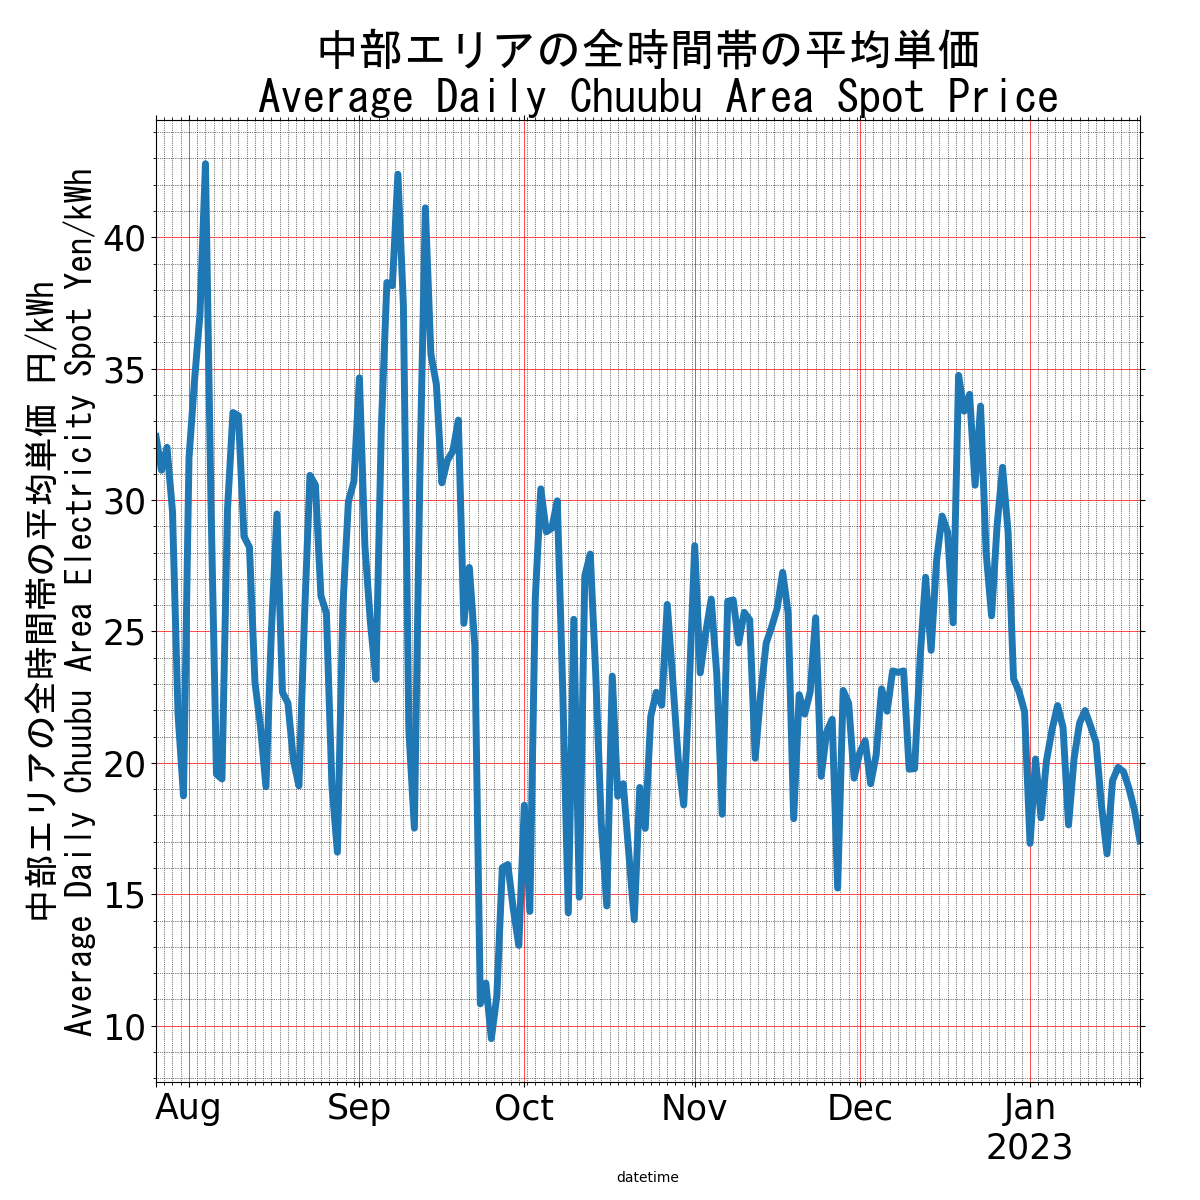 中部エリアの全時間帯の平均単価
Average Daily Chuubu Area Spot Price
中部エリアの全時間帯の平均単価 円/kWh
Average Daily Chuubu Area Electricity Spot Yen/kWh
40
35
30
25
20
15
10
Aug Sep Oct Nov Dec Jan
2023
datetime